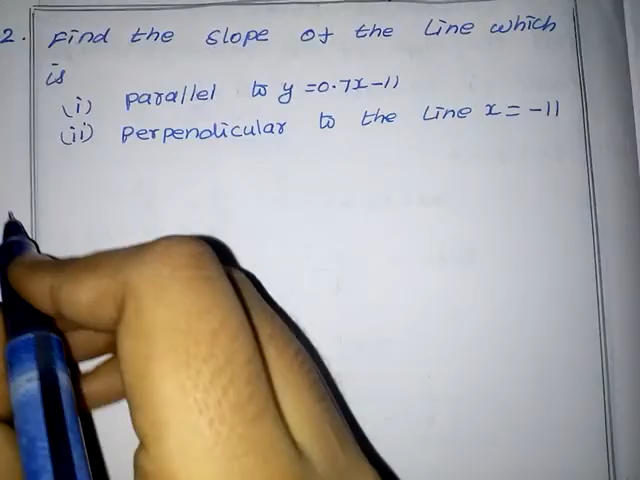 2. Find the slope of the Line which
is
(i) parallel to y = 0.7x-11
(ii) perpendicular to the Line x = -11